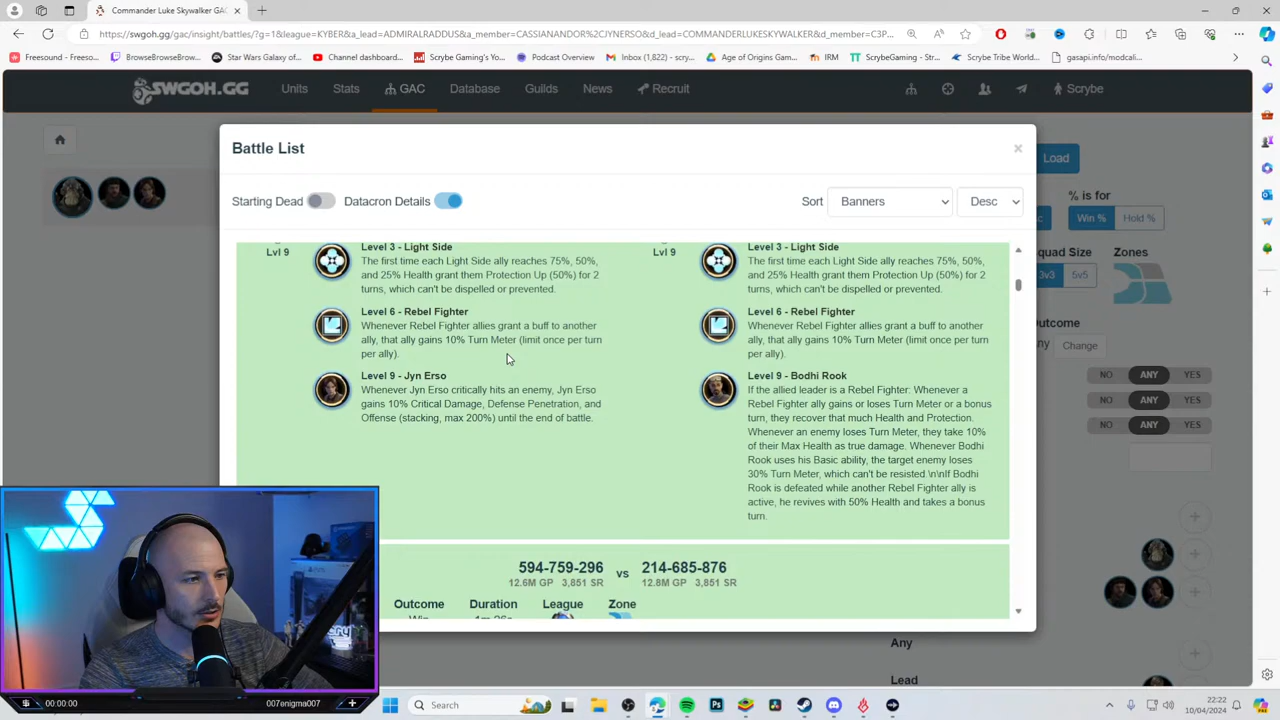 Commander Luke Skywalker GAC
https://swgoh.gg/gac/insight/battles/?g=1&league=KYBER&a_lead=ADMIRALRADDUS&a_member=CASSIANANDOR%2CJYNERSO&d_lead=COMMANDERLUKESKYWALKER&d_member=C3P...
Freesound - Freeso...
BrowseBrowseBrow...
Star Wars Galaxy of...
Channel dashboard...
ScrybeGaming - Yo...
Podcast Overview
Inbox (1,822) - scry...
Age of Origins Gam...
IRM
ScrybeGaming - St...
Scrybe Tribe World...
gasapi.info/modcali...
SWGOH.GG
Units
Stats
GAC
Database
Guilds
News
Recruit
Scrybe
Battle List
×
Load
Starting Dead
Datacron Details
Sort
Banners
Desc
% is for
Win %
Hold %
Squad Size
Zones
3v3
5v5
Outcome
Change
NO ANY YES
NO ANY YES
NO ANY YES
Any
Lead
Lvl 9
Level 3 - Light Side
The first time each Light Side ally reaches 75%, 50%,
and 25% Health grant them Protection Up (50%) for 2
turns, which can't be dispelled or prevented.
Level 6 - Rebel Fighter
Whenever Rebel Fighter allies grant a buff to another
ally, that ally gains 10% Turn Meter (limit once per turn
per ally).
Level 9 - Jyn Erso
Whenever Jyn Erso critically hits an enemy, Jyn Erso
gains 10% Critical Damage, Defense Penetration, and
Offense (stacking, max 200%) until the end of battle.
Lvl 9
Level 3 - Light Side
The first time each Light Side ally reaches 75%, 50%,
and 25% Health grant them Protection Up (50%) for 2
turns, which can't be dispelled or prevented.
Level 6 - Rebel Fighter
Whenever Rebel Fighter allies grant a buff to another
ally, that ally gains 10% Turn Meter (limit once per turn
per ally).
Level 9 - Bodhi Rook
If the allied leader is a Rebel Fighter: Whenever a
Rebel Fighter ally gains or loses Turn Meter or a bonus
turn, they recover that much Health and Protection.
Whenever an enemy loses Turn Meter, they take 10%
of their Max Health as true damage. Whenever Bodhi
Rook uses his Basic ability, the target enemy loses
30% Turn Meter, which can't be resisted.\n\nIf Bodhi
Rook is defeated while another Rebel Fighter ally is
active, he revives with 50% Health and takes a bonus
turn.
594-759-296 vs 214-685-876
12.6M GP 3,851 SR 12.8M GP 3,851 SR
Outcome Duration League Zone
00:00:00
007enigma007
Search
22:22
10/04/2024